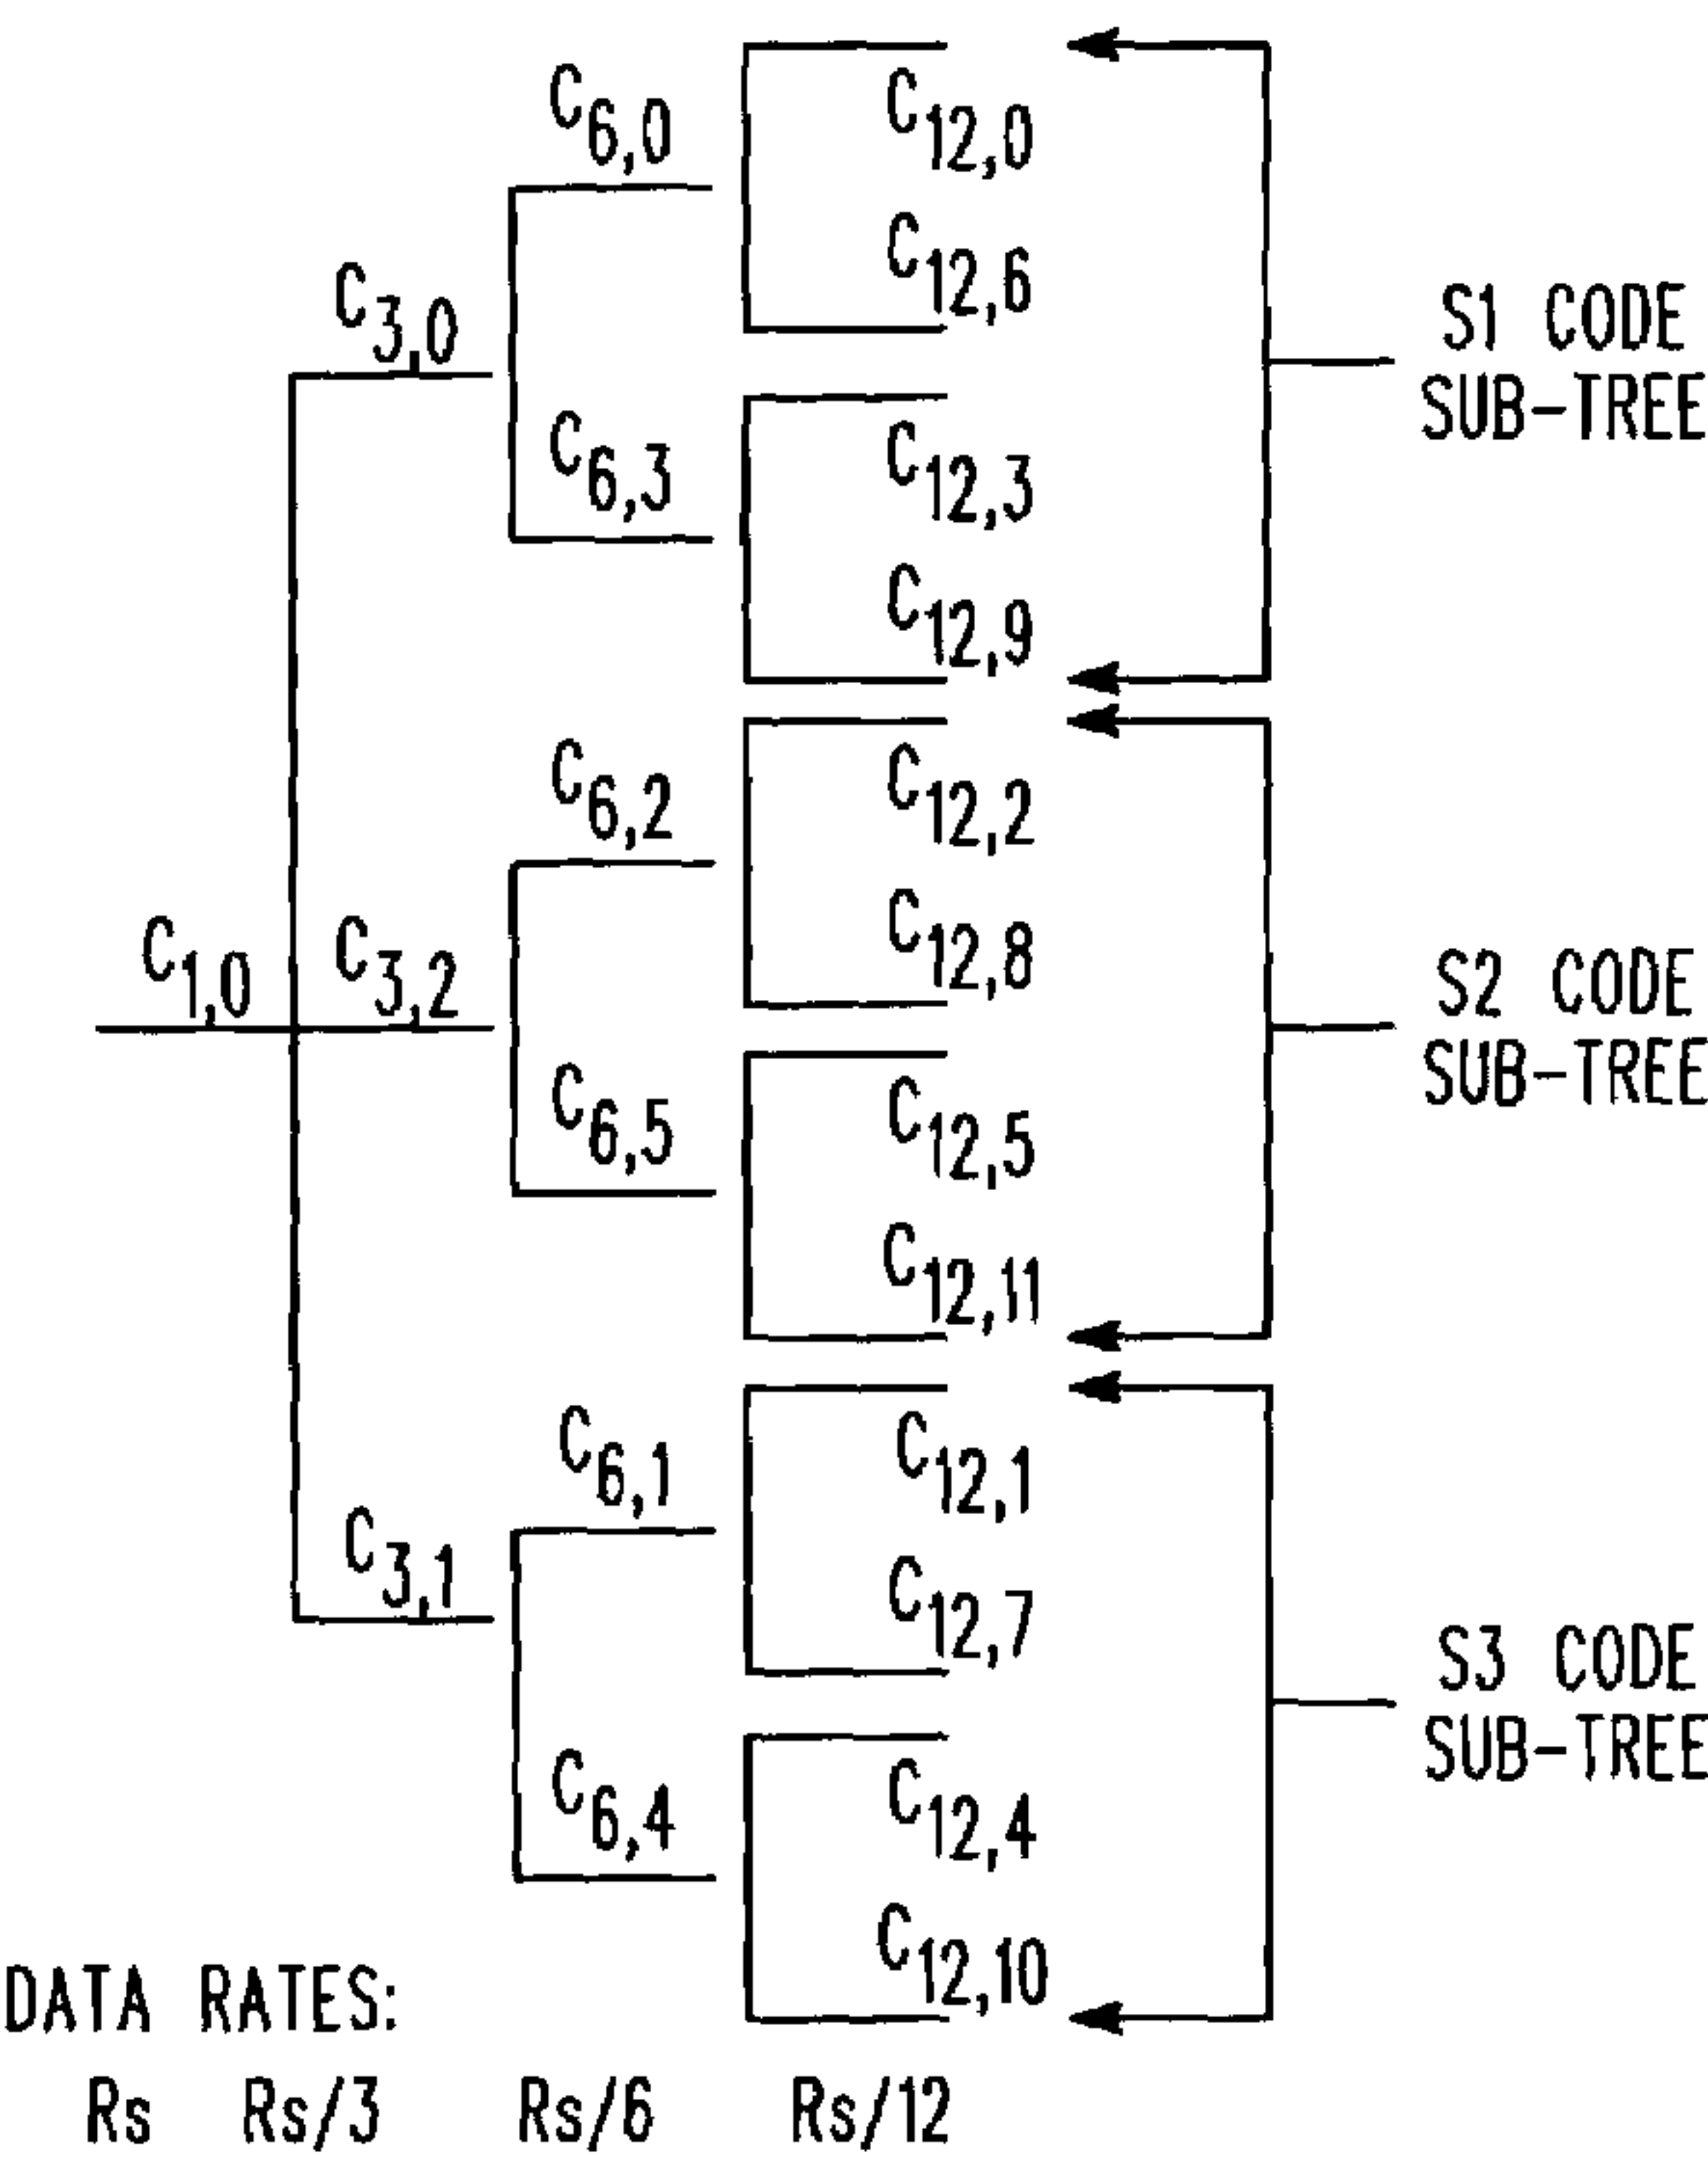 C6,0
C12,0
C12,6
C3,0
S1 CODE
SUB-TREE
C6,3
C12,3
C12,9
C6,2
C12,2
C12,8
C1,0
C3,2
S2 CODE
SUB-TREE
C6,5
C12,5
C12,11
C6,1
C12,1
C3,1
C12,7
S3 CODE
SUB-TREE
C6,4
C12,4
C12,10
DATA RATES:
Rs Rs/3 Rs/6 Rs/12